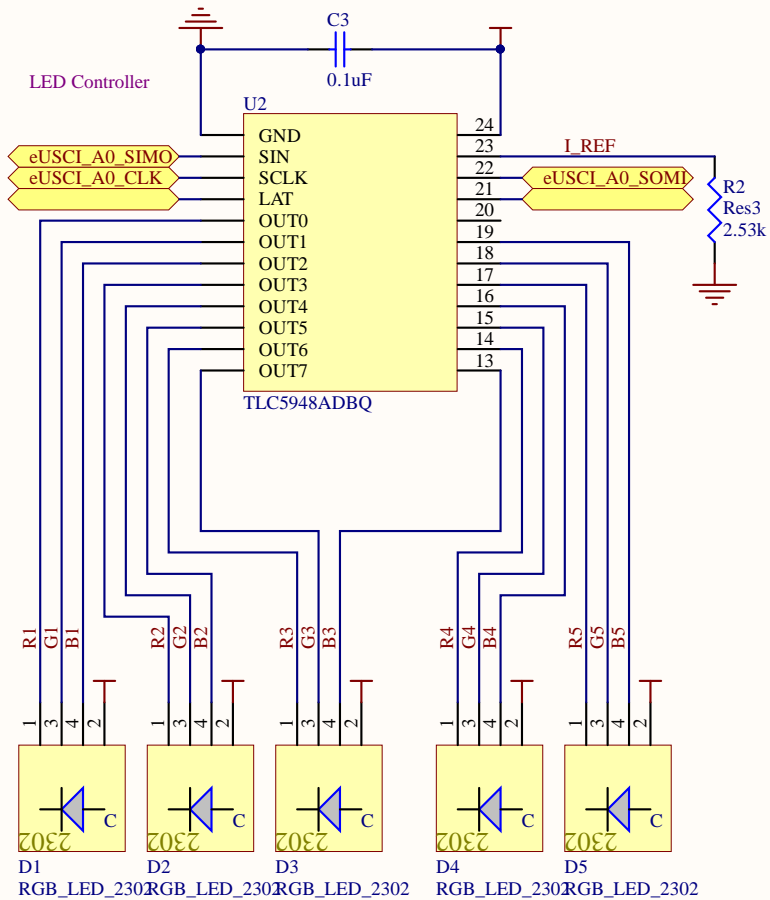 C3
0.1uF
LED Controller
U2
GND 24
eUSCI_A0_SIMO SIN 23 I_REF
eUSCI_A0_CLK SCLK 22 eUSCI_A0_SOMI
LAT 21
R2
Res3
2.53k
OUT0 20
OUT1 19
OUT2 18
OUT3 17
OUT4 16
OUT5 15
OUT6 14
OUT7 13
TLC5948ADBQ
R1 G1 B1 R2 G2 B2 R3 G3 B3 R4 G4 B4 R5 G5 B5
1 3 4 2 1 3 4 2 1 3 4 2 1 3 4 2 1 3 4 2
C C C C C
2302 2302 2302 2302 2302
D1 D2 D3 D4 D5
RGB_LED_2302 RGB_LED_2302 RGB_LED_2302 RGB_LED_2302 RGB_LED_2302